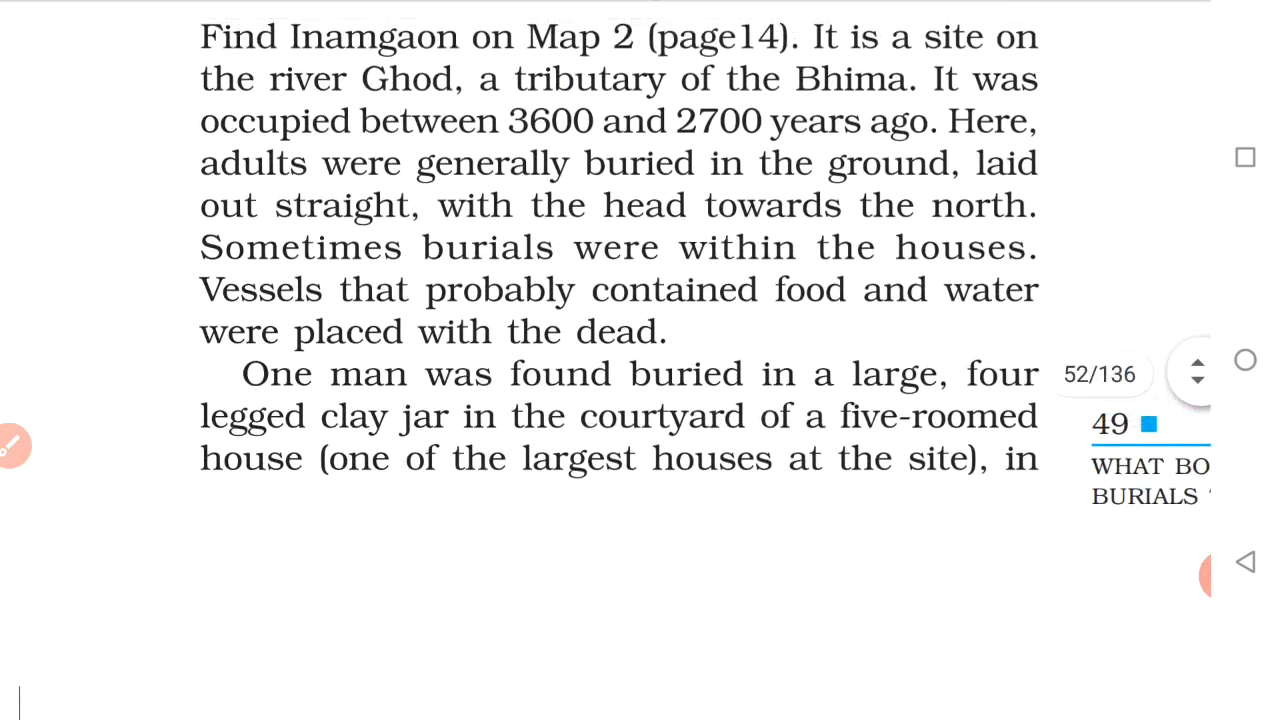 Find Inamgaon on Map 2 (page14). It is a site on
the river Ghod, a tributary of the Bhima. It was
occupied between 3600 and 2700 years ago. Here,
adults were generally buried in the ground, laid
out straight, with the head towards the north.
Sometimes burials were within the houses.
Vessels that probably contained food and water
were placed with the dead.
One man was found buried in a large, four
legged clay jar in the courtyard of a five-roomed
house (one of the largest houses at the site), in
52/136
49
WHAT BO
BURIALS